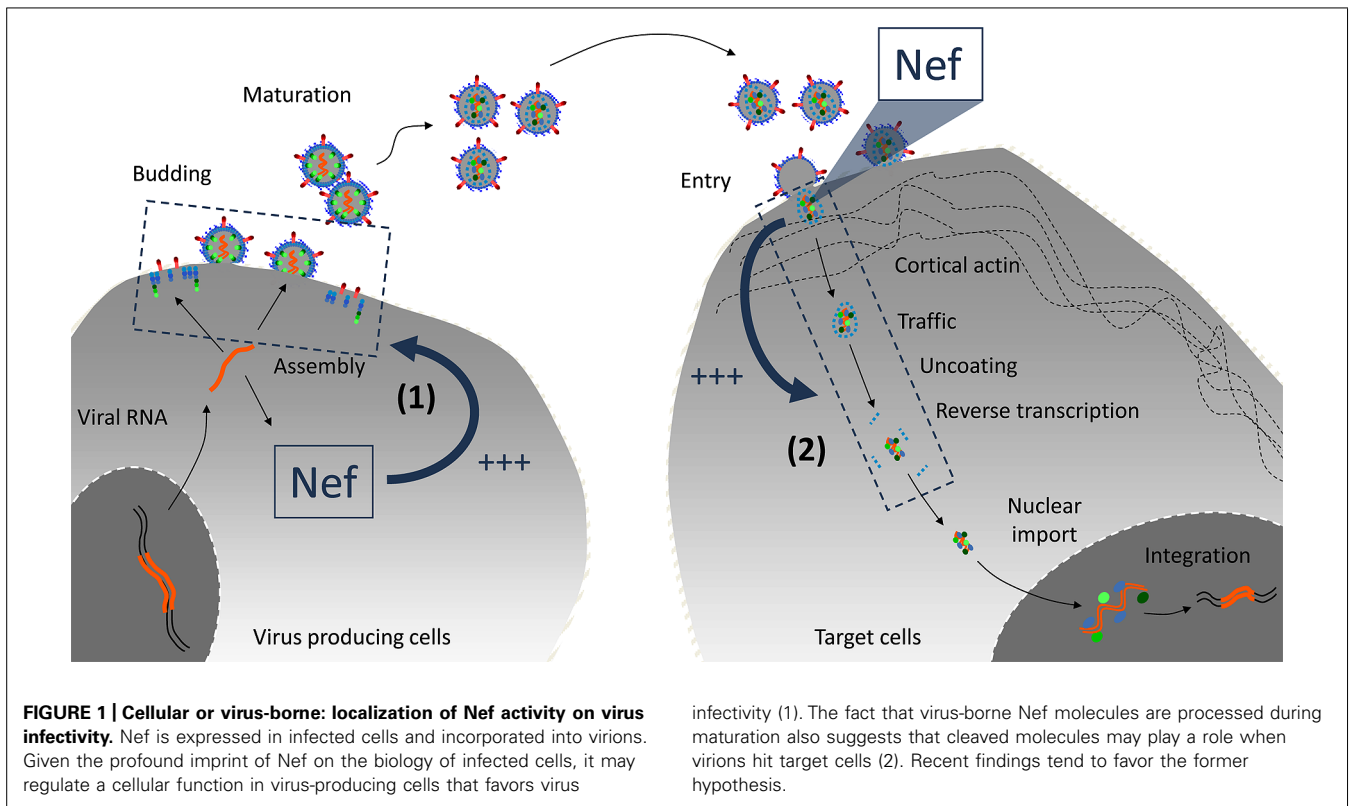 Nef
Maturation
Budding
Entry
Cortical actin
Traffic
Assembly
Uncoating
+++
(1)
Viral RNA
Reverse transcription
(2)
+++
Nef
Nuclear
import
Integration
Virus producing cells
Target cells
FIGURE 1 | Cellular or virus-borne: localization of Nef activity on virus
infectivity. Nef is expressed in infected cells and incorporated into virions.
Given the profound imprint of Nef on the biology of infected cells, it may
regulate a cellular function in virus-producing cells that favors virus
infectivity (1). The fact that virus-borne Nef molecules are processed during
maturation also suggests that cleaved molecules may play a role when
virions hit target cells (2). Recent findings tend to favor the former
hypothesis.